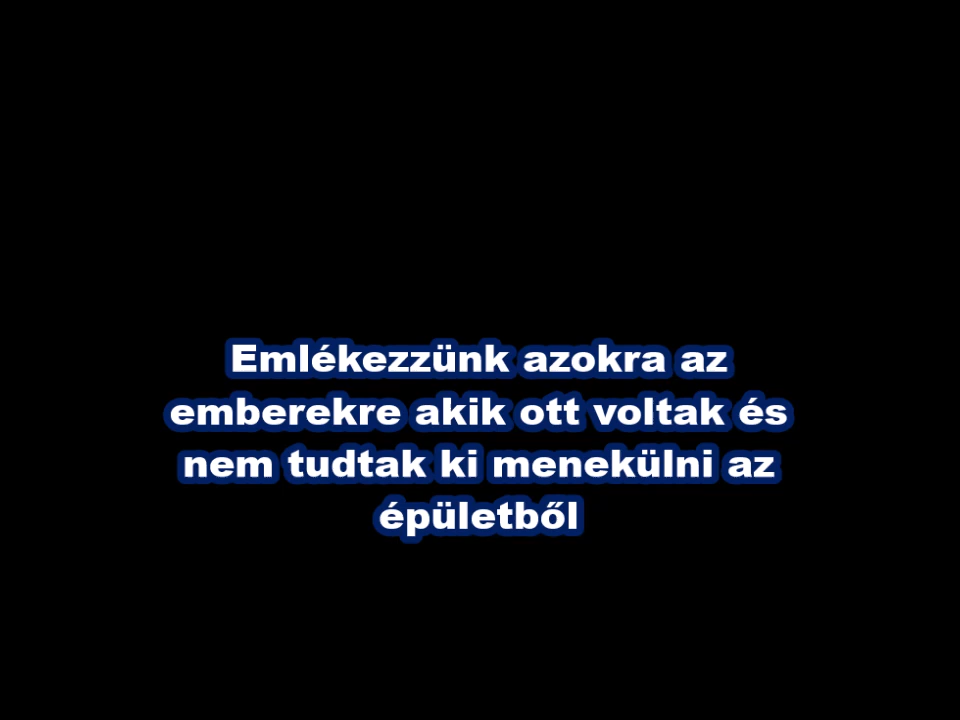 Emlékezzünk azokra az
emberekre akik ott voltak és
nem tudtak ki menekülni az
épületből